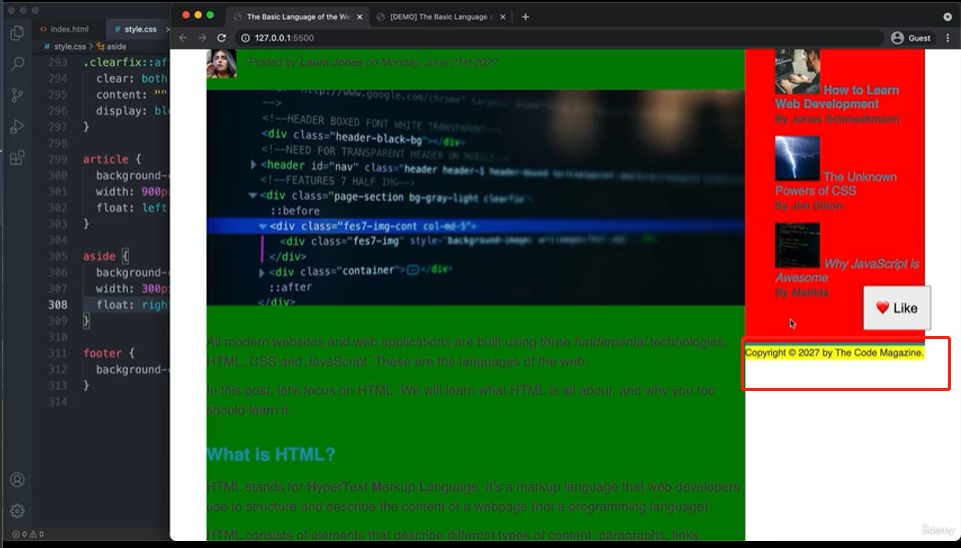 The Basic Language of the We
[DEMO] The Basic Language o
127.0.0.1:5500
Guest
index.html
# style.css
# style.css > aside
293 .clearfix::af
294 clear: both
295 content: ""
296 display: bl
297 }
298
299 article {
300 background-
301 width: 900p
302 float: left
303 }
304
305 aside {
306 background-
307 width: 300p
308 float: righ
309 }
310
311 footer {
312 background-
313 }
314
0 0
Posted by Laura Jones on Monday, June 21st 2027
http://www.google.com/chrome
-->
<!--HEADER BOXED FONT WHITE TRANSPARENT-->
<div class="header-black-bg"></div>
<!--NEED FOR TRANSPARENT HEADER ON MOBILE-->
<header id="nav" class="header header-1
<!--FEATURES 7 HALF IMG-->
<div class="page-section bg-gray-light clearfix">
::before
<div class="fes7-img-cont col-md-5">
<div class="fes7-img" style="background-image:
</div>
<div class="container"></div>
::after
</div>
All modern websites and web applications are built using three fundamental technologies:
HTML, CSS and JavaScript. These are the languages of the web.
In this post, let's focus on HTML. We will learn what HTML is all about, and why you too
should learn it.
What is HTML?
HTML stands for HyperText Markup Language. It's a markup language that web developers
use to structure and describe the content of a webpage (not a programming language).
HTML consists of elements that describe different types of content: paragraphs, links,
How to Learn
Web Development
By Jonas Schmedtmann
The Unknown
Powers of CSS
By Jim Dillon
Why JavaScript is
Awesome
By Matilda
Like
Copyright © 2027 by The Code Magazine.
Udemy